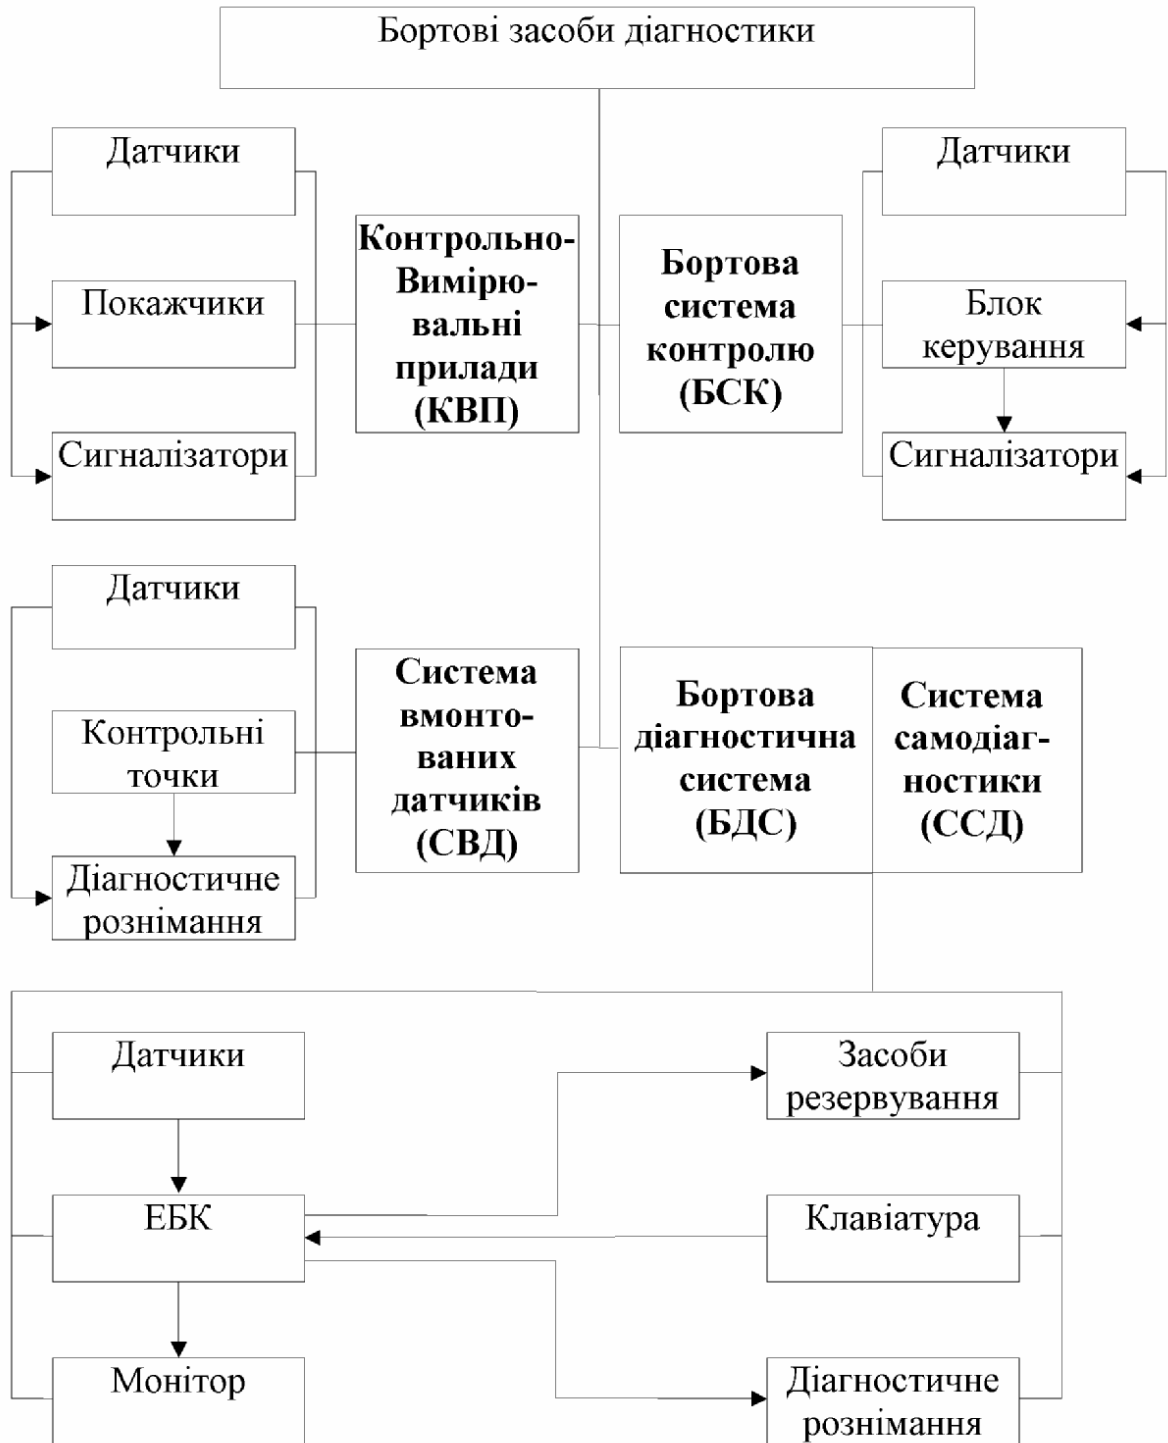 Бортові засоби діагностики
Датчики
Покажчики
Сигналізатори
Контрольно-
Вимірю-
вальні
прилади
(КВП)
Бортова
система
контролю
(БСК)
Датчики
Блок
керування
Сигналізатори
Датчики
Контрольні
точки
Діагностичне
рознімання
Система
вмонто-
ваних
датчиків
(СВД)
Бортова
діагностична
система
(БДС)
Система
самодіаг-
ностики
(ССД)
Датчики
ЕБК
Монітор
Засоби
резервування
Клавіатура
Діагностичне
рознімання